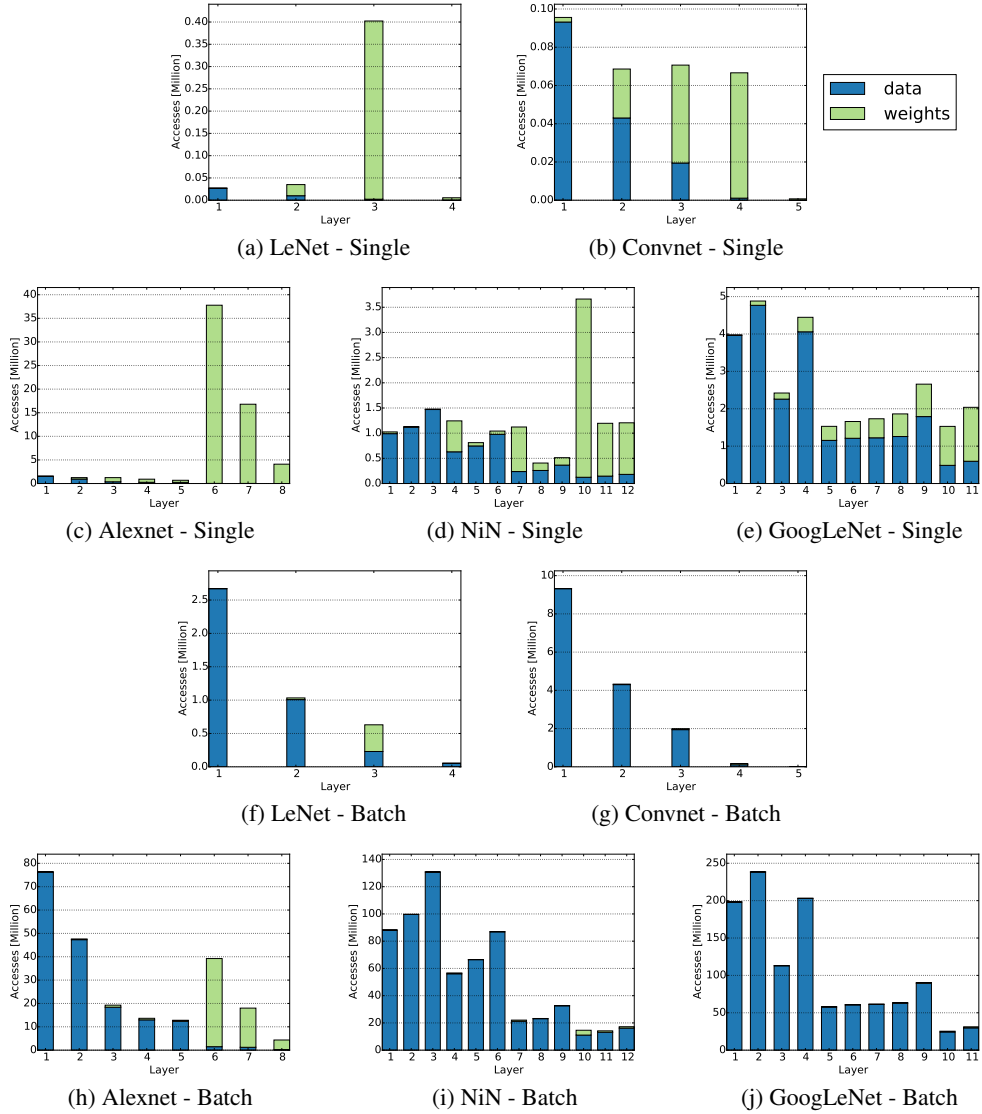 0.40
0.35
0.30
0.25
0.20
0.15
0.10
0.05
0.00
Accesses [Million]
1 2 3 4
Layer
(a) LeNet - Single
0.10
0.08
0.06
0.04
0.02
0.00
Accesses [Million]
1 2 3 4 5
Layer
(b) Convnet - Single
data
weights
40
35
30
25
20
15
10
5
0
Accesses [Million]
1 2 3 4 5 6 7 8
Layer
(c) Alexnet - Single
3.5
3.0
2.5
2.0
1.5
1.0
0.5
0.0
Accesses [Million]
1 2 3 4 5 6 7 8 9 10 11 12
Layer
(d) NiN - Single
5
4
3
2
1
0
Accesses [Million]
1 2 3 4 5 6 7 8 9 10 11
Layer
(e) GoogLeNet - Single
2.5
2.0
1.5
1.0
0.5
0.0
Accesses [Million]
1 2 3 4
Layer
(f) LeNet - Batch
10
8
6
4
2
0
Accesses [Million]
1 2 3 4 5
Layer
(g) Convnet - Batch
80
70
60
50
40
30
20
10
0
Accesses [Million]
1 2 3 4 5 6 7 8
Layer
(h) Alexnet - Batch
140
120
100
80
60
40
20
0
Accesses [Million]
1 2 3 4 5 6 7 8 9 10 11 12
Layer
(i) NiN - Batch
250
200
150
100
50
0
Accesses [Million]
1 2 3 4 5 6 7 8 9 10 11
Layer
(j) GoogLeNet - Batch